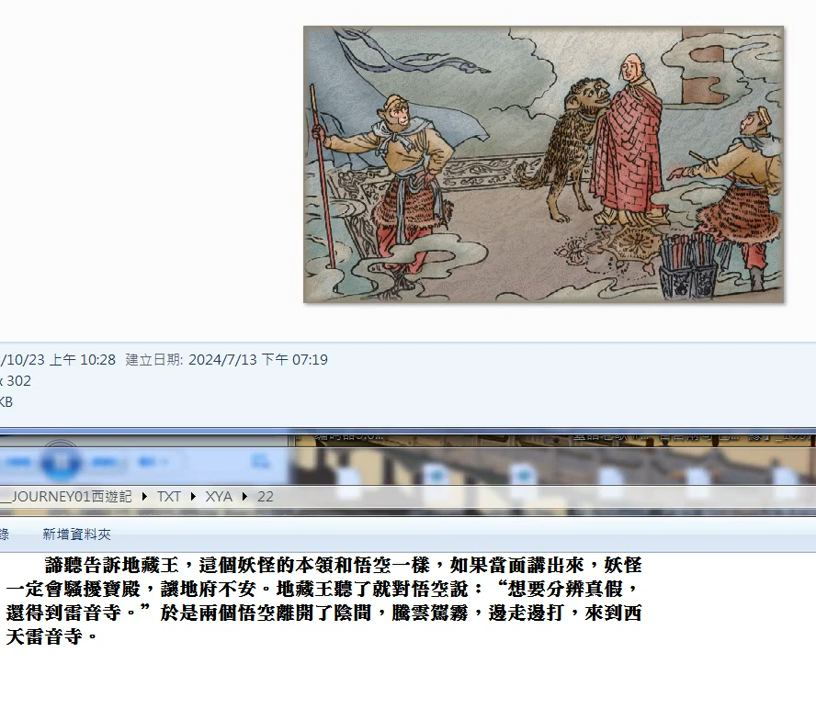 /10/23 上午 10:28 建立日期: 2024/7/13 下午 07:19
x 302
KB
__JOURNEY01西遊記 ▶ TXT ▶ XYA ▶ 22
錄 新增資料夾
諦聽告訴地藏王，這個妖怪的本領和悟空一樣，如果當面講出來，妖怪
一定會騷擾寶殿，讓地府不安。地藏王聽了就對悟空說：“想要分辨真假，
還得到雷音寺。”於是兩個悟空離開了陰間，騰雲駕霧，邊走邊打，來到西
天雷音寺。